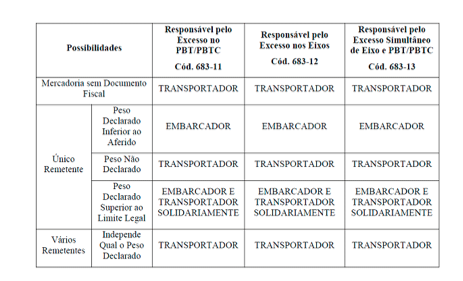 Possibilidades
Responsável pelo
Excesso no
PBT/PBTC
Cód. 683-11
Responsável pelo
Excesso nos Eixos
Cód. 683-12
Responsável pelo
Excesso Simultâneo
de Eixo e PBT/PBTC
Cód. 683-13
Mercadoria sem Documento
Fiscal
TRANSPORTADOR
TRANSPORTADOR
TRANSPORTADOR
Único
Remetente
Peso
Declarado
Inferior ao
Aferido
EMBARCADOR
EMBARCADOR
EMBARCADOR
Peso Não
Declarado
TRANSPORTADOR
TRANSPORTADOR
TRANSPORTADOR
Peso
Declarado
Superior ao
Limite Legal
EMBARCADOR E
TRANSPORTADOR
SOLIDARIAMENTE
EMBARCADOR E
TRANSPORTADOR
SOLIDARIAMENTE
EMBARCADOR E
TRANSPORTADOR
SOLIDARIAMENTE
Vários
Remetentes
Independe
Qual o Peso
Declarado
TRANSPORTADOR
TRANSPORTADOR
TRANSPORTADOR